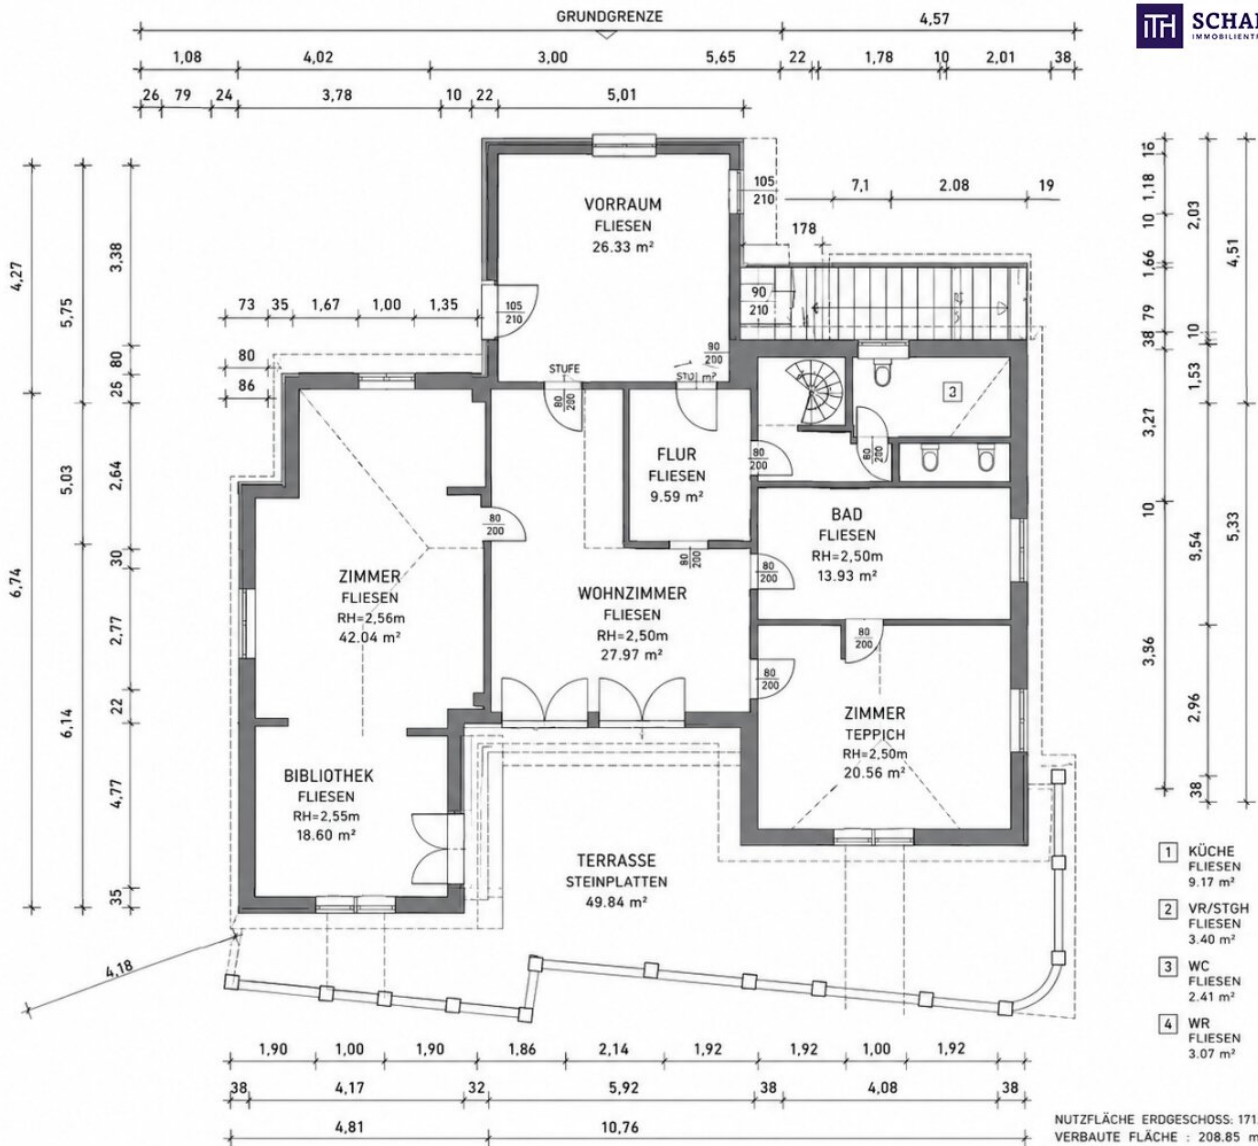 GRUNDGRENZE
4,57
ITH SCHA
IMMOBILIENT
1,08 4,02 3,00 5,65 22 1,78 10 2,01 38
26 79 24 3,78 10 22 5,01
VORRAUM
FLIESEN
26.33 m²
105
210
7,1 2.08 19
178
90
210
16
1,18
10
1,66
79
38
3,27
10
3,36
2,03
10
1,53
9,54
2,96
38
4,51
5,33
4,27
6,74
5,75
5,03
6,14
3,38
80
26
2,64
30
2,77
22
4,77
35
73 35 1,67 1,00 1,35
80
86
105
210
STUFE
80
200
80
200
3
FLUR
FLIESEN
9.59 m²
80
200
80
200
80
200
80
200
BAD
FLIESEN
RH=2,50m
13.93 m²
80
200
ZIMMER
FLIESEN
RH=2,56m
42.04 m²
WOHNZIMMER
FLIESEN
RH=2,50m
27.97 m²
80
200
80
200
ZIMMER
TEPPICH
RH=2,50m
20.56 m²
BIBLIOTHEK
FLIESEN
RH=2,55m
18.60 m²
TERRASSE
STEINPLATTEN
49.84 m²
1 KÜCHE
FLIESEN
9.17 m²
2 VR/STGH
FLIESEN
3.40 m²
3 WC
FLIESEN
2.41 m²
4 WR
FLIESEN
3.07 m²
4,18
1,90 1,00 1,90 1,86 2,14 1,92 1,92 1,00 1,92
38 4,17 32 5,92 38 4,08 38
4,81 10,76
NUTZFLÄCHE ERDGESCHOSS: 171
VERBAUTE FLÄCHE : 208.85 m